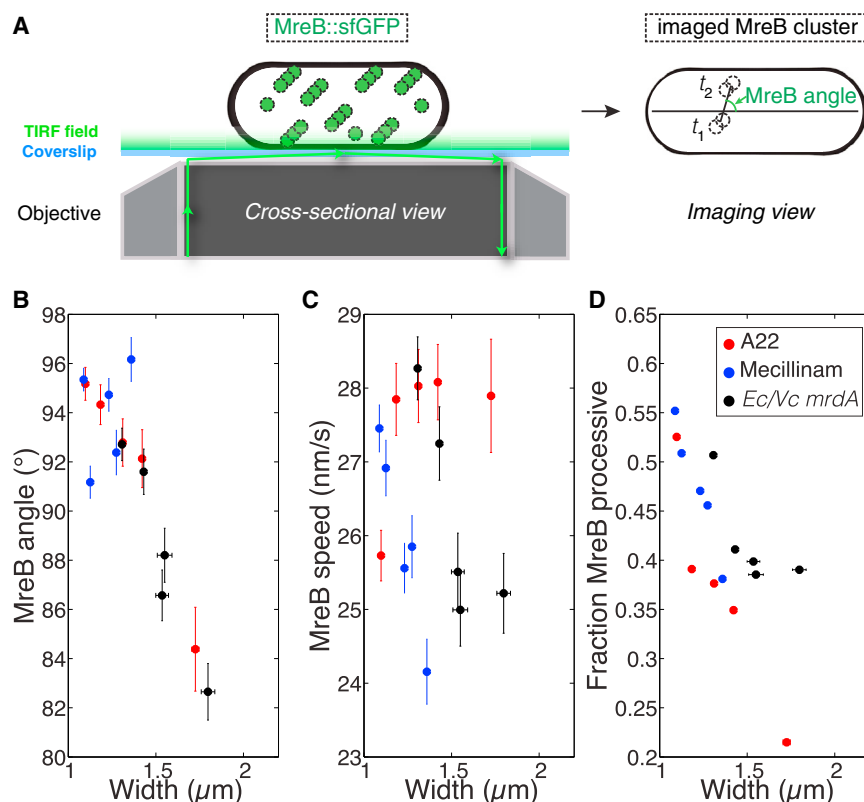 A
MreB::sfGFP
imaged MreB cluster
t2
MreB angle
t1
TIRF field
Coverslip
Objective
Cross-sectional view
Imaging view
B
98
96
94
92
90
88
86
84
82
80
MreB angle (°)
1
1.5
2
Width (μm)
C
29
28
27
26
25
24
23
MreB speed (nm/s)
1
1.5
2
Width (μm)
D
0.65
0.6
0.55
0.5
0.45
0.4
0.35
0.3
0.25
0.2
Fraction MreB processive
A22
Mecillinam
Ec/Vc mrdA
1
1.5
2
Width (μm)